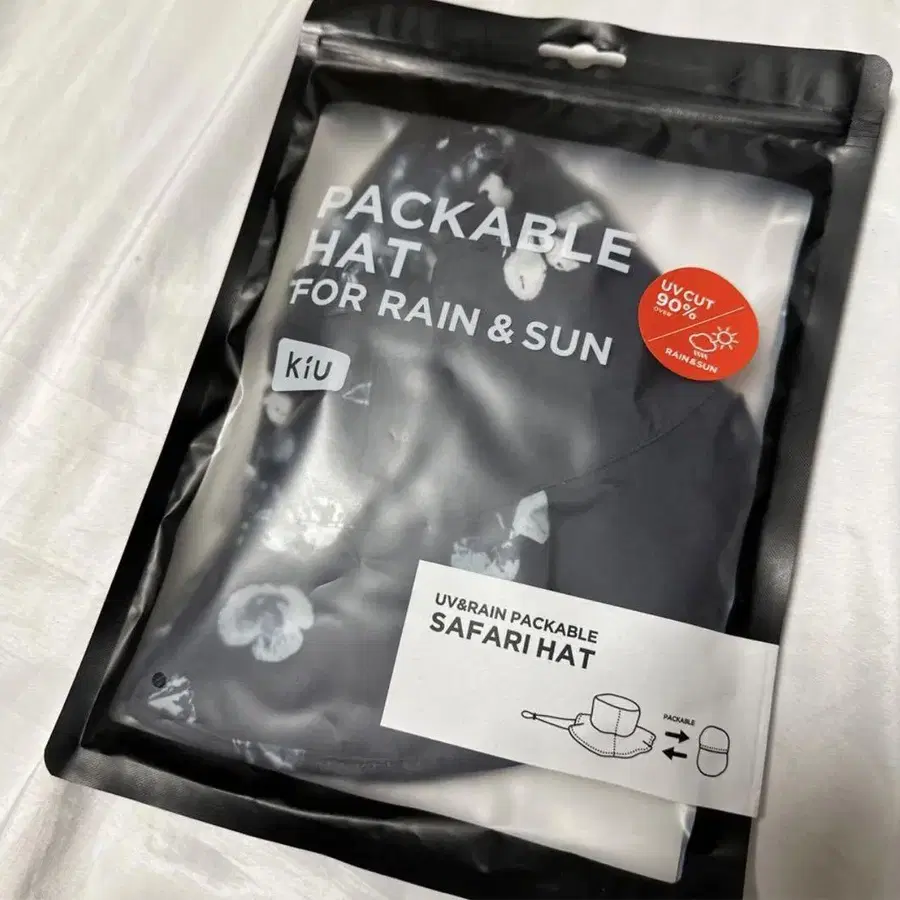 PACKABLE
HAT
FOR RAIN & SUN
kiu
UV CUT
90%
OVER
RAIN&SUN
UV&RAIN PACKABLE
SAFARI HAT
PACKABLE